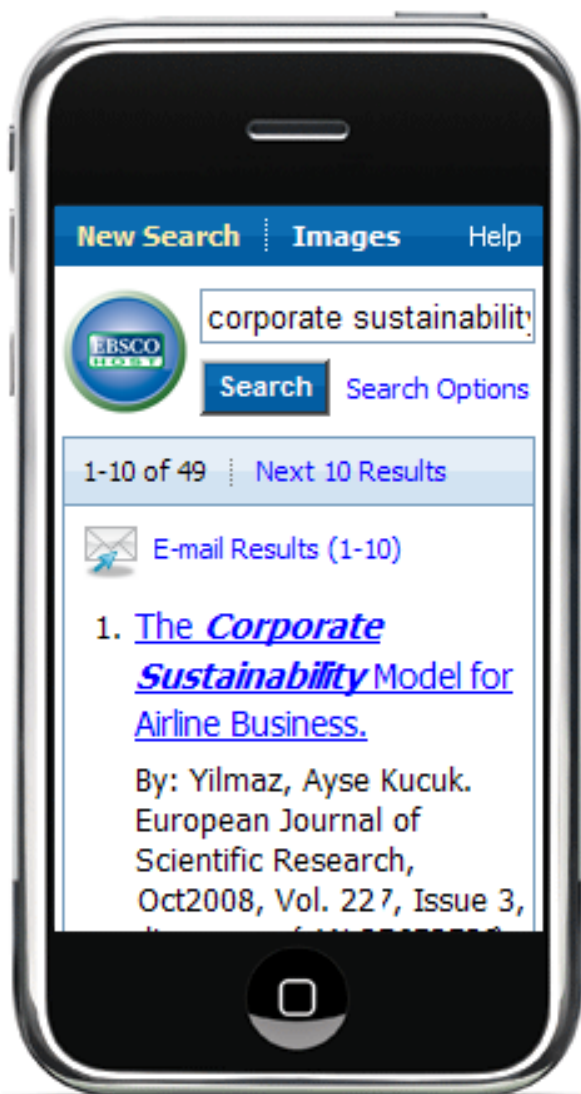 New Search Images Help
EBSCO
HOST
corporate sustainability
Search Search Options
1-10 of 49 Next 10 Results
E-mail Results (1-10)
1. The Corporate
Sustainability Model for
Airline Business.
By: Yilmaz, Ayse Kucuk.
European Journal of
Scientific Research,
Oct2008, Vol. 227, Issue 3,